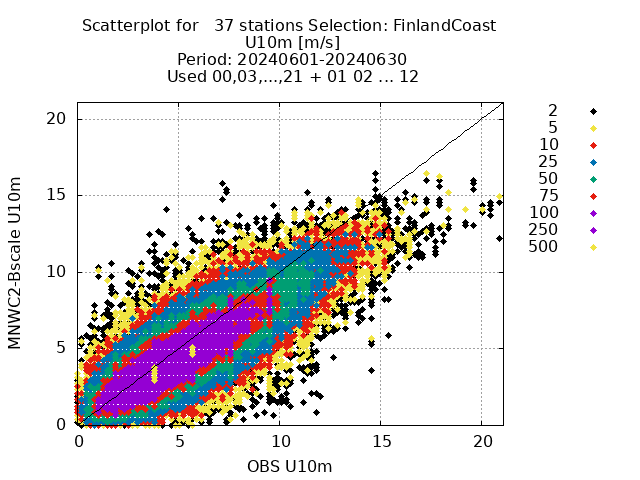 Scatterplot for   37 stations Selection: FinlandCoast
U10m [m/s]
Period: 20240601-20240630
Used 00,03,...,21 + 01 02 ... 12
MNWC2-Bscale U10m
20
15
10
5
0
0 5 10 15 20
OBS U10m
2
5
10
25
50
75
100
250
500